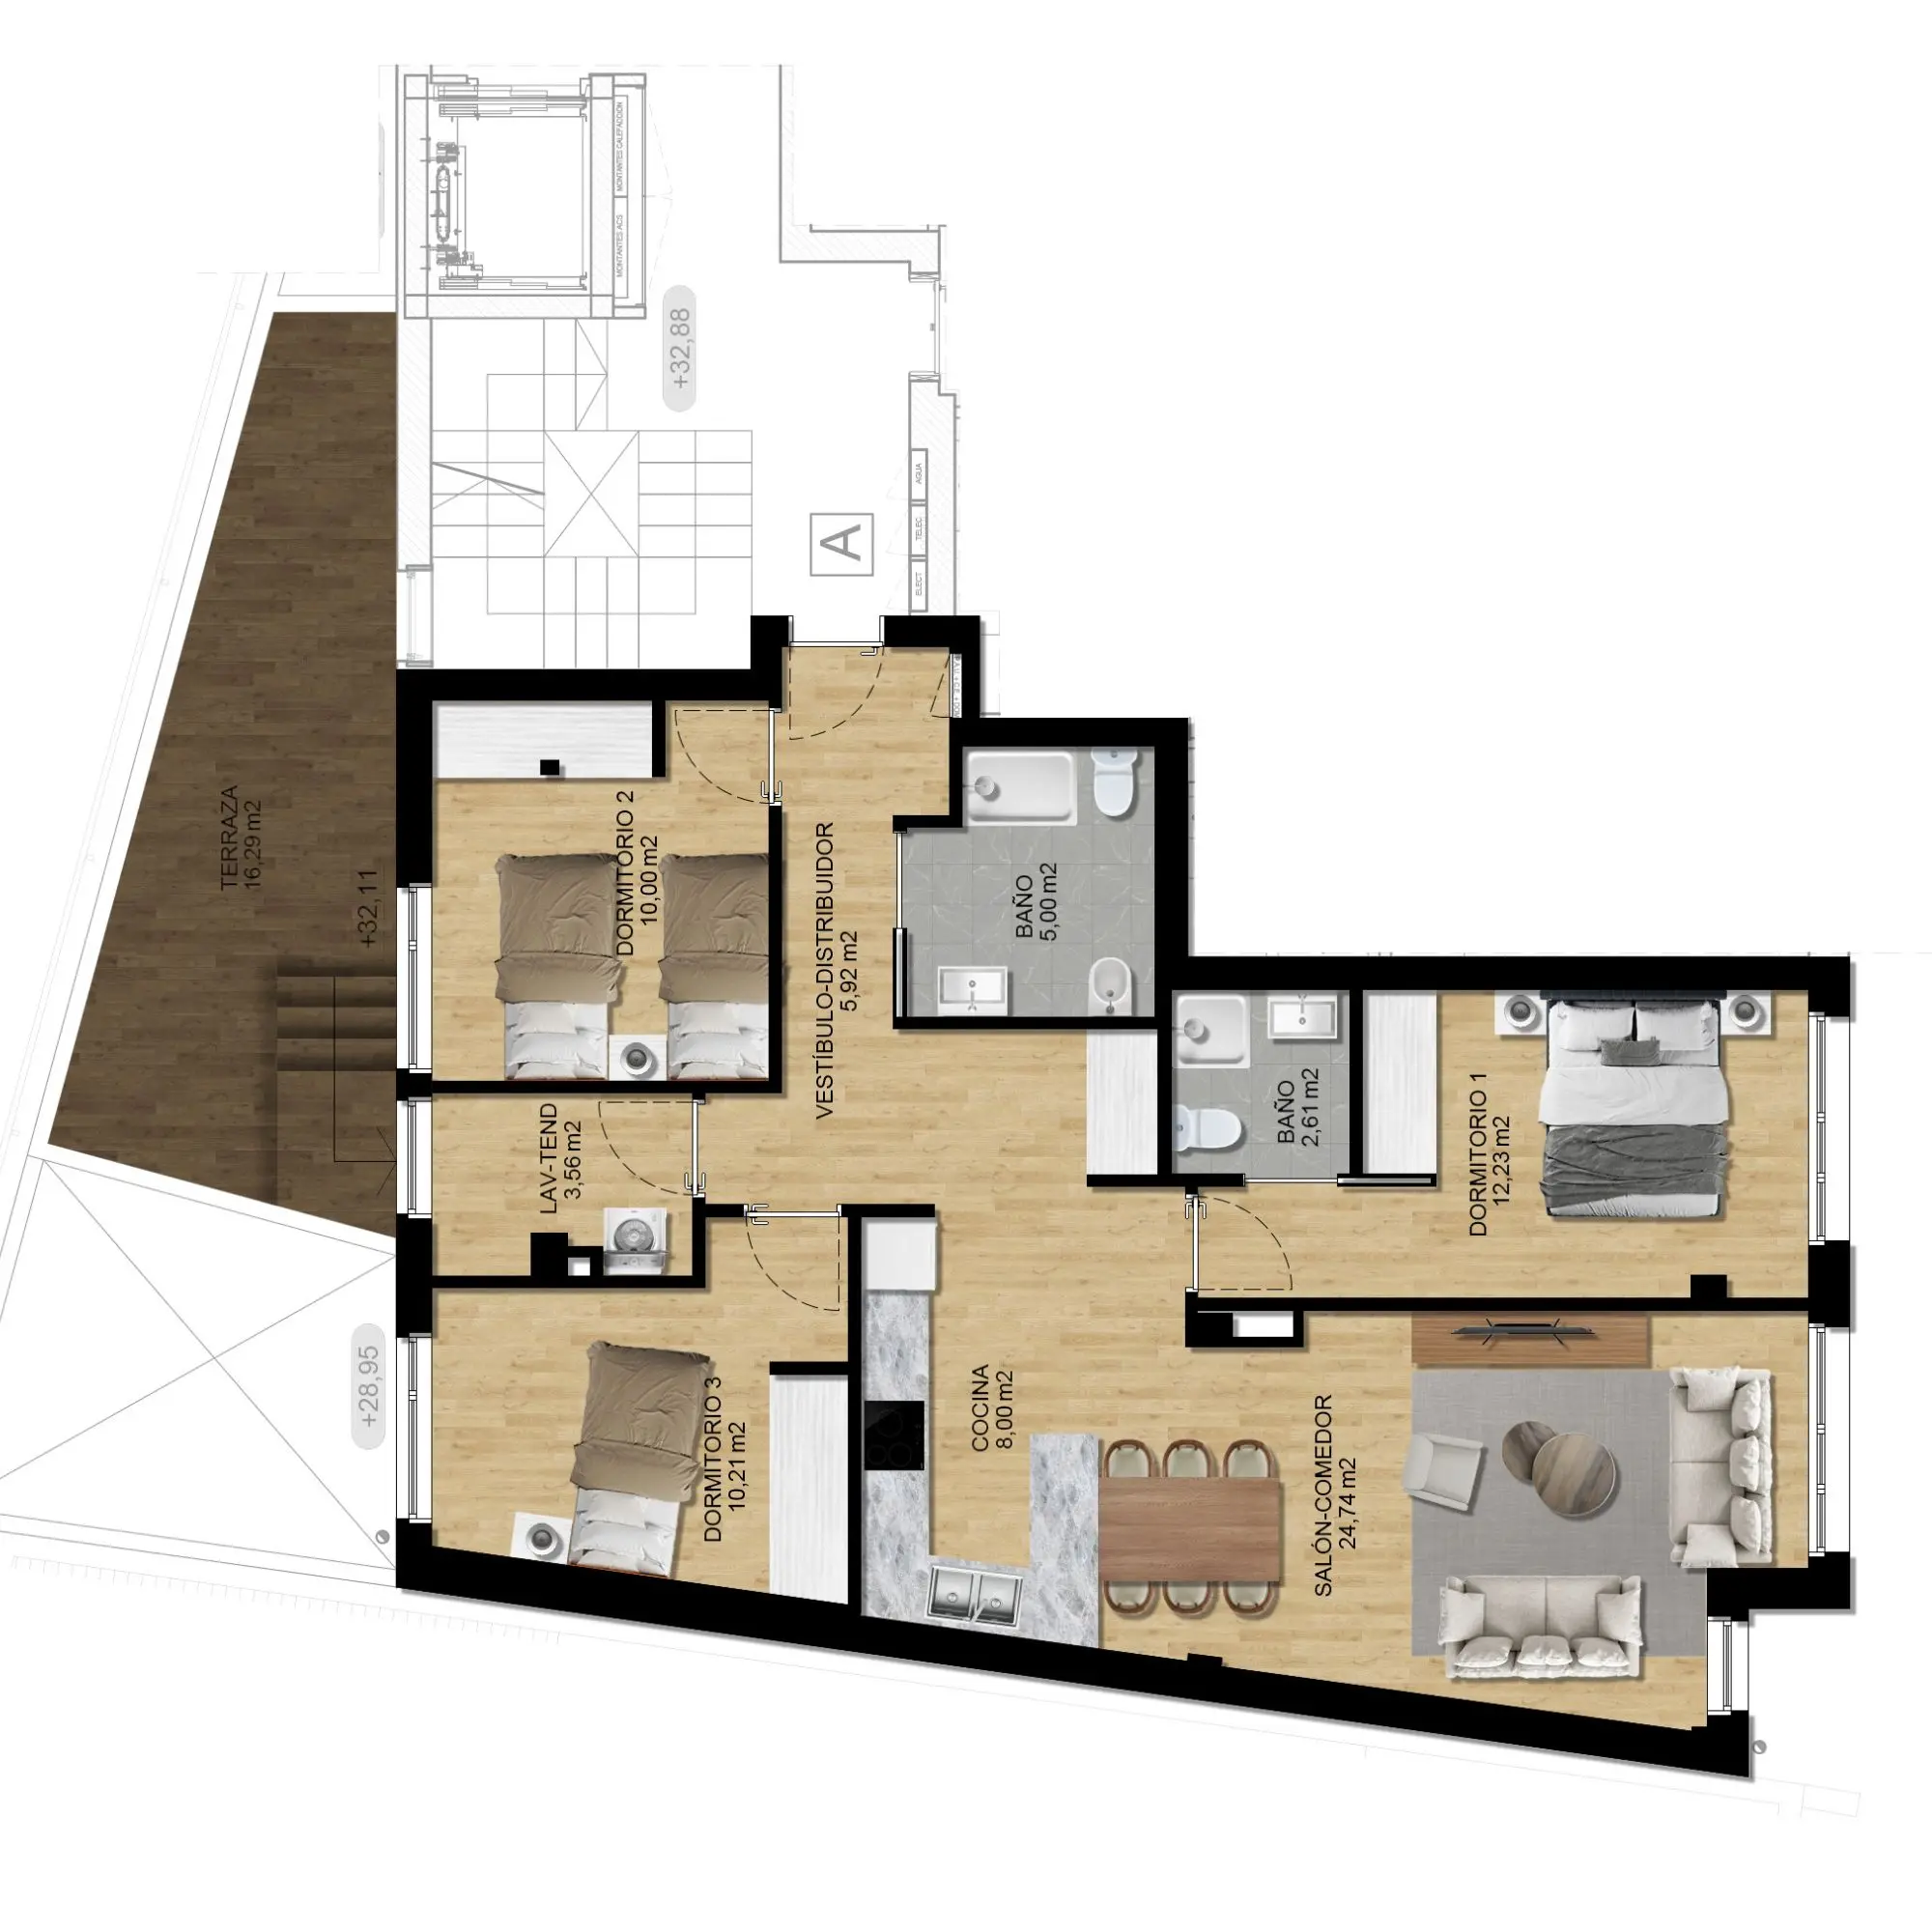 MONTANTES CALEFACCIÓN
MONTANTES ACS
+32,88
AGUA
TELEC
ELECT
A
TERRAZA
16,29 m2
+32,11
DORMITORIO 2
10,00 m2
VESTÍBULO-DISTRIBUIDOR
5,92 m2
BAÑO
5,00 m2
LAV-TEND
3,56 m2
BAÑO
2,61 m2
DORMITORIO 1
12,23 m2
+28,95
DORMITORIO 3
10,21 m2
COCINA
8,00 m2
SALÓN-COMEDOR
24,74 m2